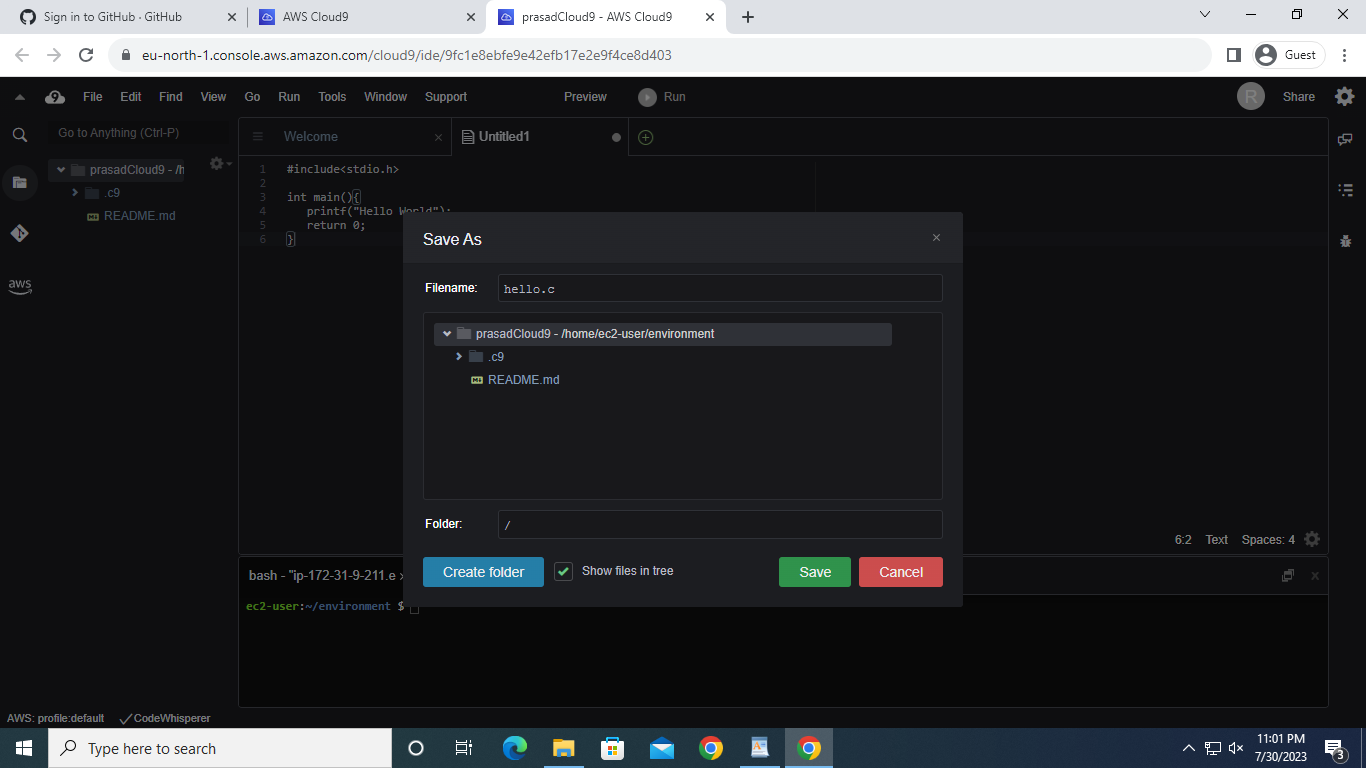 Sign in to GitHub · GitHub
AWS Cloud9
prasadCloud9 - AWS Cloud9
eu-north-1.console.aws.amazon.com/cloud9/ide/9fc1e8ebfe9e42efb17e2e9f4ce8d403
Guest
9 File Edit Find View Go Run Tools Window Support Preview Run R Share
Go to Anything (Ctrl-P)
Welcome
Untitled1
prasadCloud9 - /h
.c9
README.md
aws
1 #include<stdio.h>
2
3 int main(){
4 printf("Hello World");
5 return 0;
6 }
Save As
Filename: hello.c
prasadCloud9 - /home/ec2-user/environment
.c9
README.md
Folder: /
Create folder
Show files in tree
Save
Cancel
6:2 Text Spaces: 4
bash - "ip-172-31-9-211.e
ec2-user:~/environment $
AWS: profile:default
CodeWhisperer
Type here to search
11:01 PM
7/30/2023
3